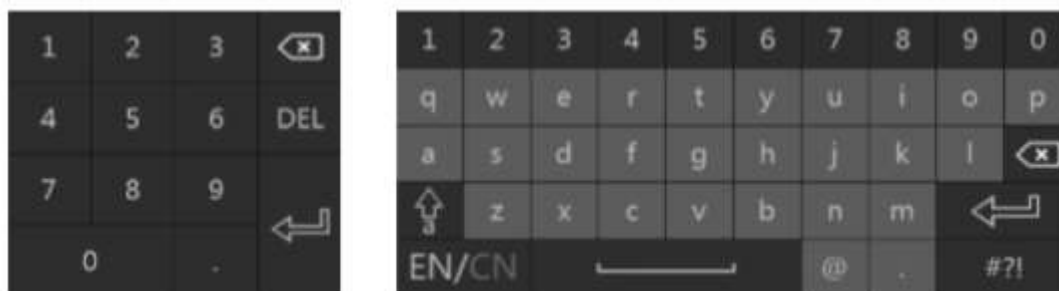 1 2 3
4 5 6 DEL
7 8 9
0 .
1 2 3 4 5 6 7 8 9 0
q w e r t y u i o p
a s d f g h j k l
a z x c v b n m
EN/CN @ . #?!